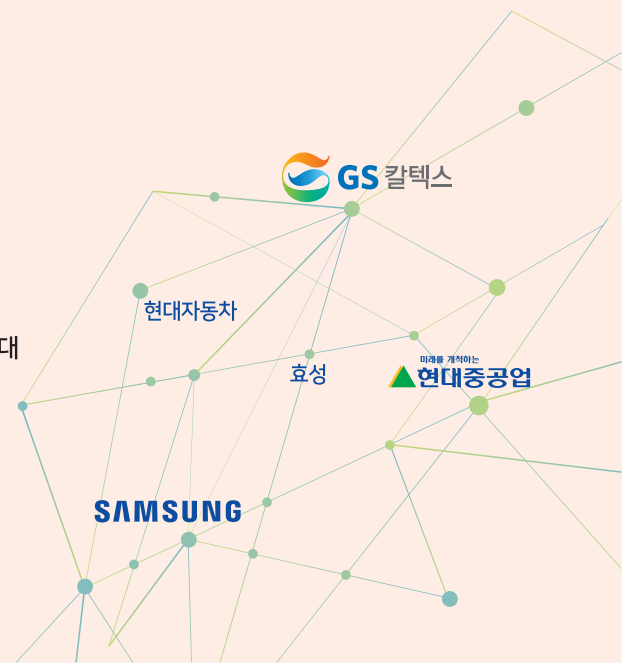 GS 칼텍스
현대자동차
대
미래를 개척하는
현대중공업
효성
SAMSUNG